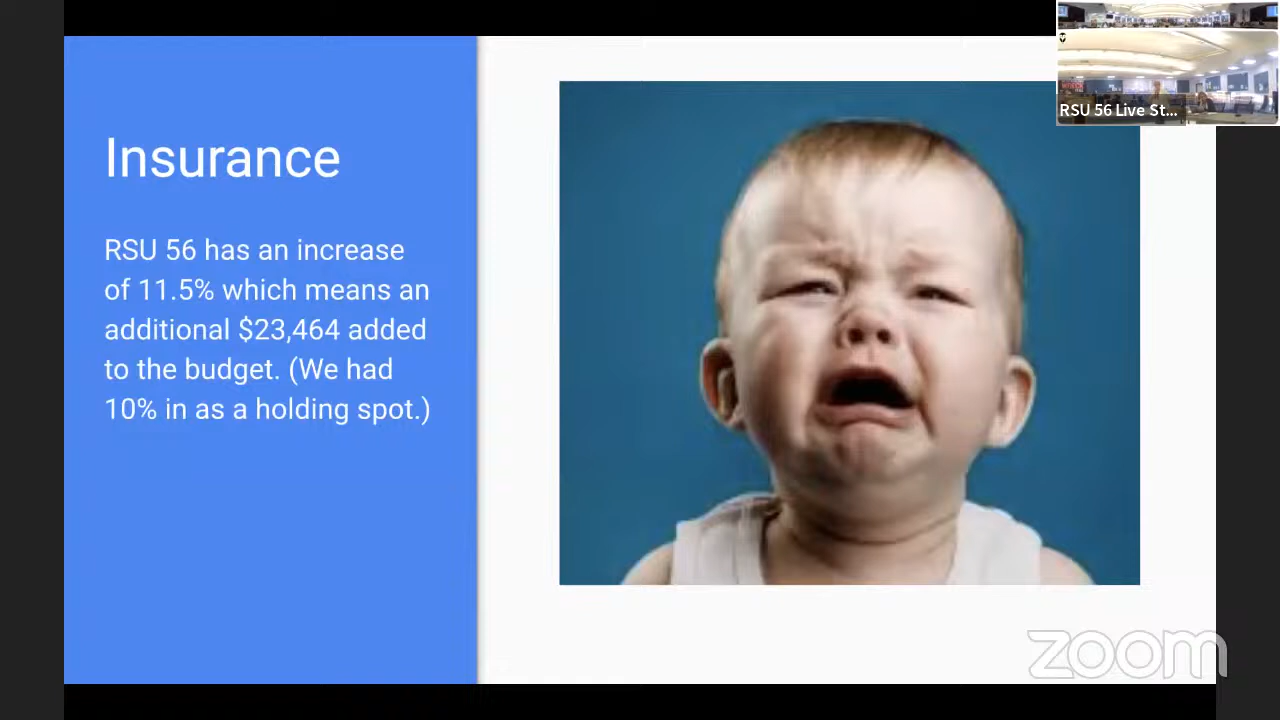 Insurance
RSU 56 has an increase
of 11.5% which means an
additional $23,464 added
to the budget. (We had
10% in as a holding spot.)
RSU 56 Live St...
zoom